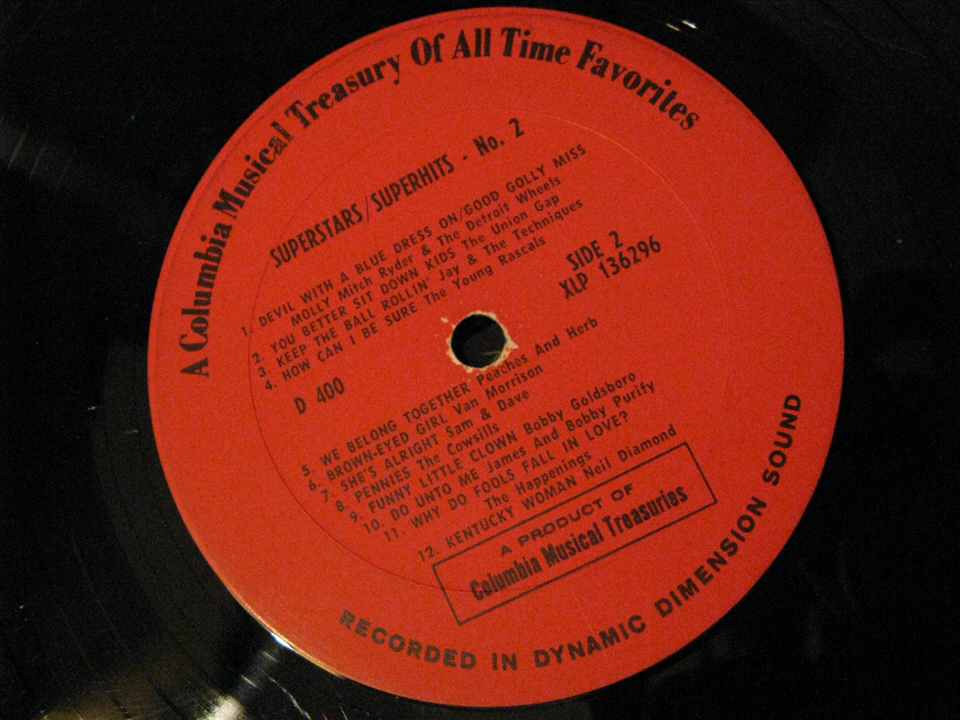 A Columbia Musical Treasury Of All Time Favorites
SUPERSTARS/SUPERHITS - No. 2
1. DEVIL WITH A BLUE DRESS ON/GOOD GOLLY MISS
MOLLY Mitch Ryder & The Detroit Wheels
2. YOU BETTER SIT DOWN KIDS The Union Gap
3. KEEP THE BALL ROLLIN' Jay & The Techniques
4. HOW CAN I BE SURE The Young Rascals
SIDE 2
XLP 136296
D 400
5. WE BELONG TOGETHER Peaches And Herb
6. BROWN-EYED GIRL Van Morrison
7. SHE'S ALRIGHT Sam & Dave
8. PENNIES The Cowsills
9. FUNNY LITTLE CLOWN Bobby Goldsboro
10. DO UNTO ME James And Bobby Purify
11. WHY DO FOOLS FALL IN LOVE?
The Happenings
12. KENTUCKY WOMAN Neil Diamond
A PRODUCT OF
Columbia Musical Treasuries
RECORDED IN DYNAMIC DIMENSION SOUND